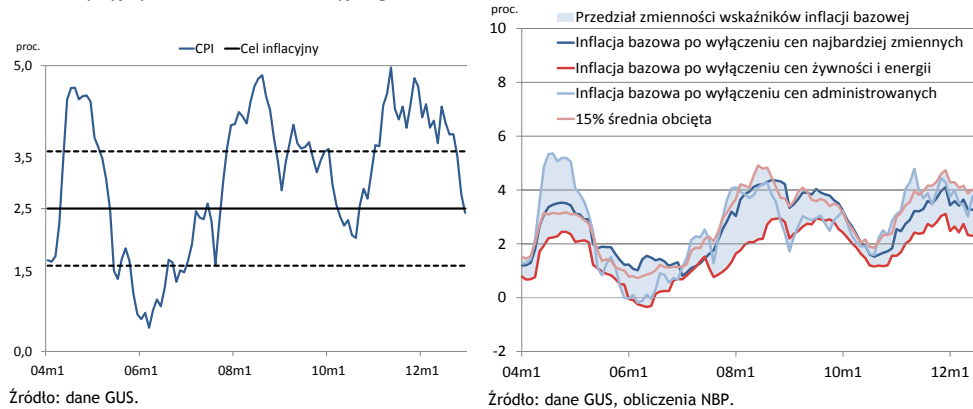 proc.
CPI
Cel inflacyjny
5,0
3,5
2,5
1,5
0,0
04m1 06m1 08m1 10m1 12m1
Źródło: dane GUS.
proc.
Przedział zmienności wskaźników inflacji bazowej
Inflacja bazowa po wyłączeniu cen najbardziej zmiennych
Inflacja bazowa po wyłączeniu cen żywności i energii
Inflacja bazowa po wyłączeniu cen administrowanych
15% średnia obcięta
10
8
6
4
2
0
-2
04m1 06m1 08m1 10m1 12m1
Źródło: dane GUS, obliczenia NBP.